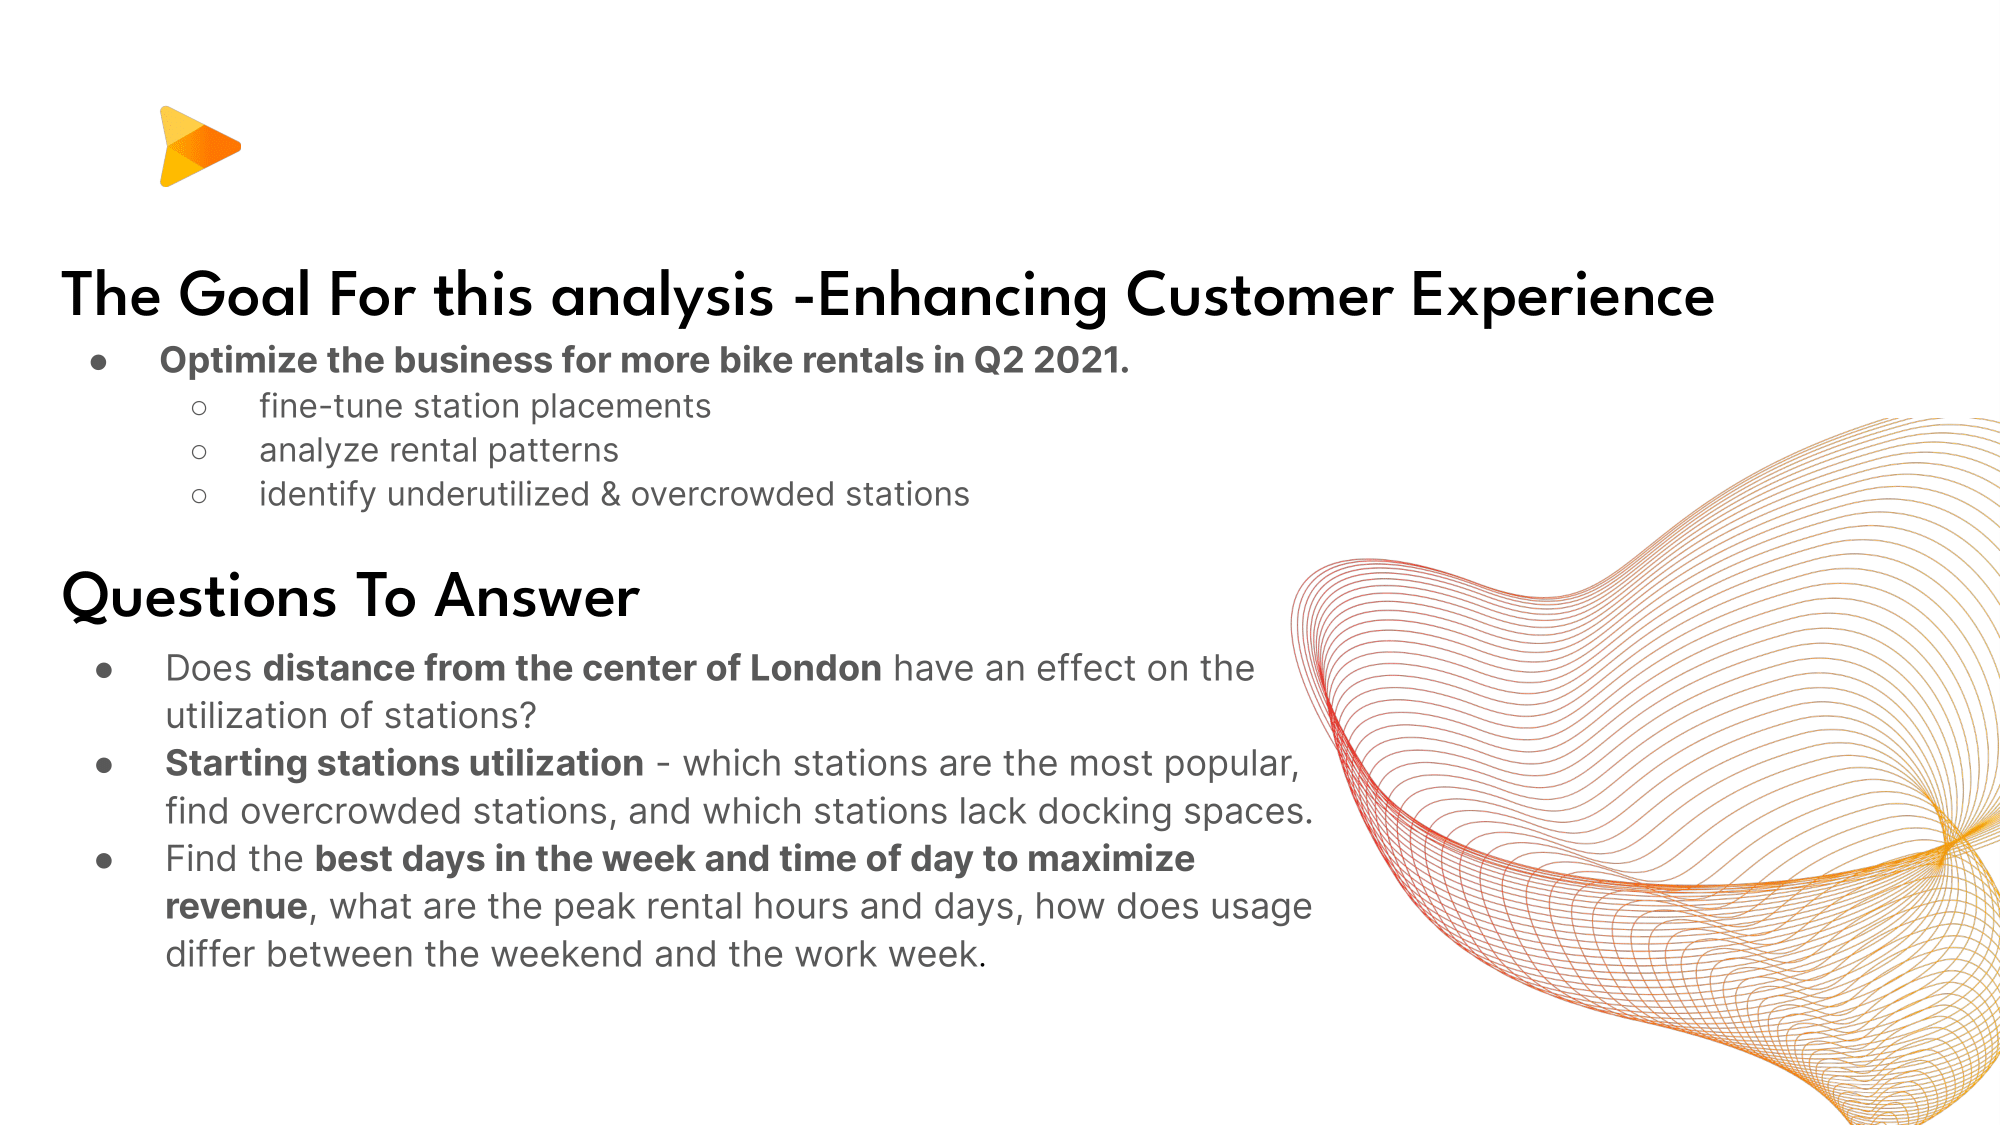 The Goal For this analysis -Enhancing Customer Experience
● Optimize the business for more bike rentals in Q2 2021.
○ fine-tune station placements
○ analyze rental patterns
○ identify underutilized & overcrowded stations
Questions To Answer
● Does distance from the center of London have an effect on the
utilization of stations?
● Starting stations utilization - which stations are the most popular,
find overcrowded stations, and which stations lack docking spaces.
● Find the best days in the week and time of day to maximize
revenue, what are the peak rental hours and days, how does usage
differ between the weekend and the work week.